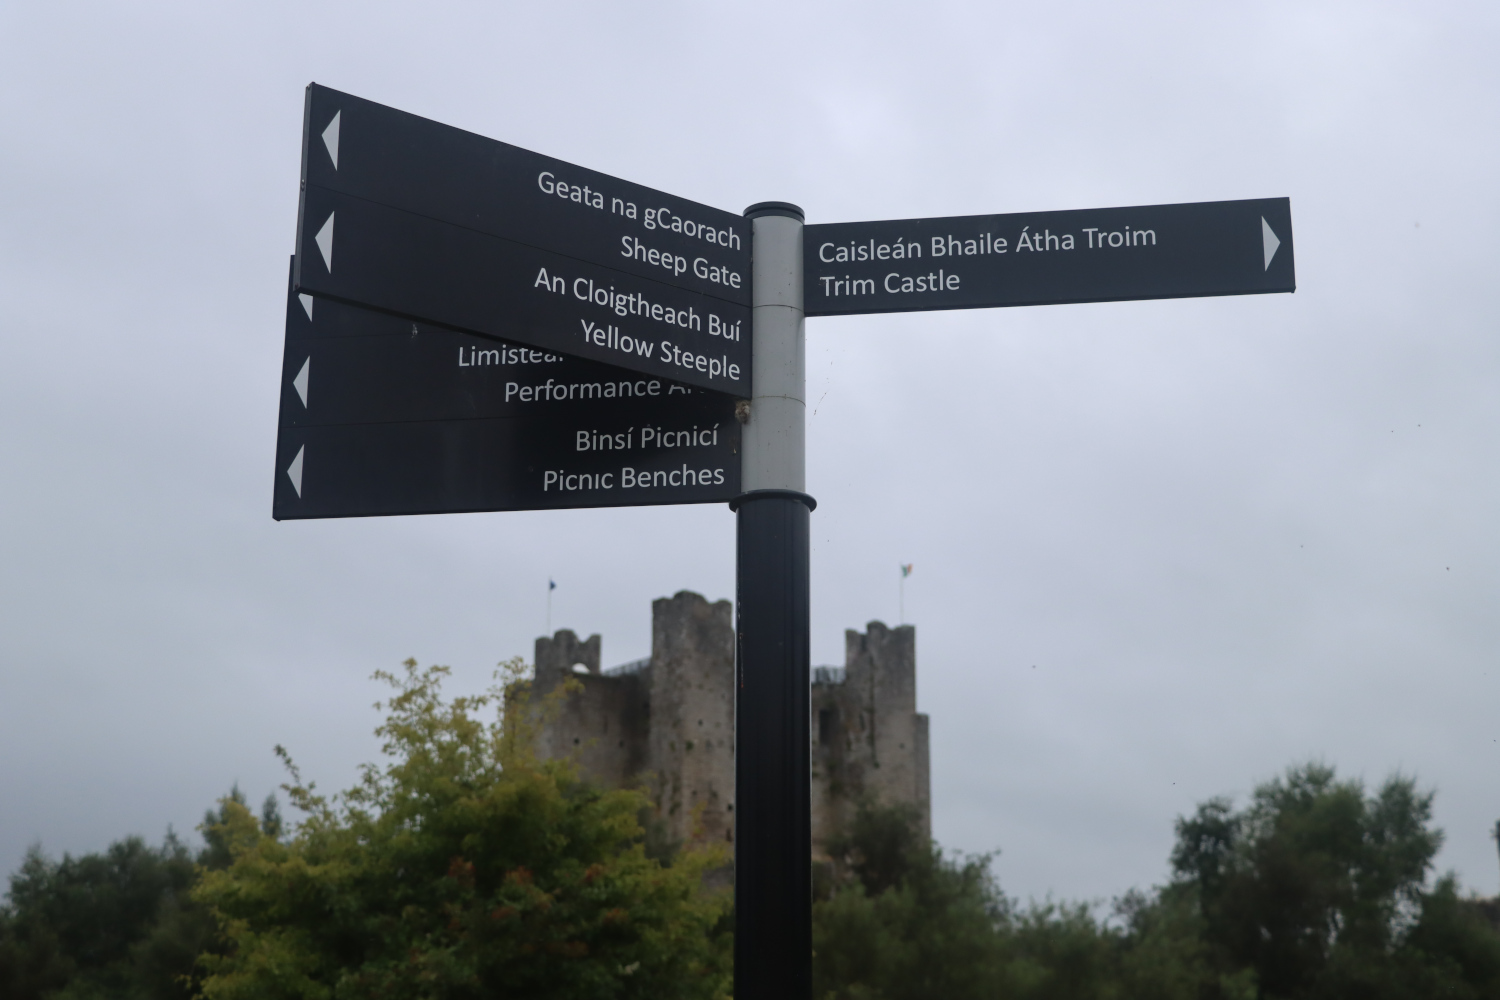 Geata na gCaorach
Sheep Gate
An Cloigtheach Buí
Yellow Steeple
Performance
Binsí Picnicí
Picnic Benches
Caisleán Bhaile Átha Troim
Trim Castle